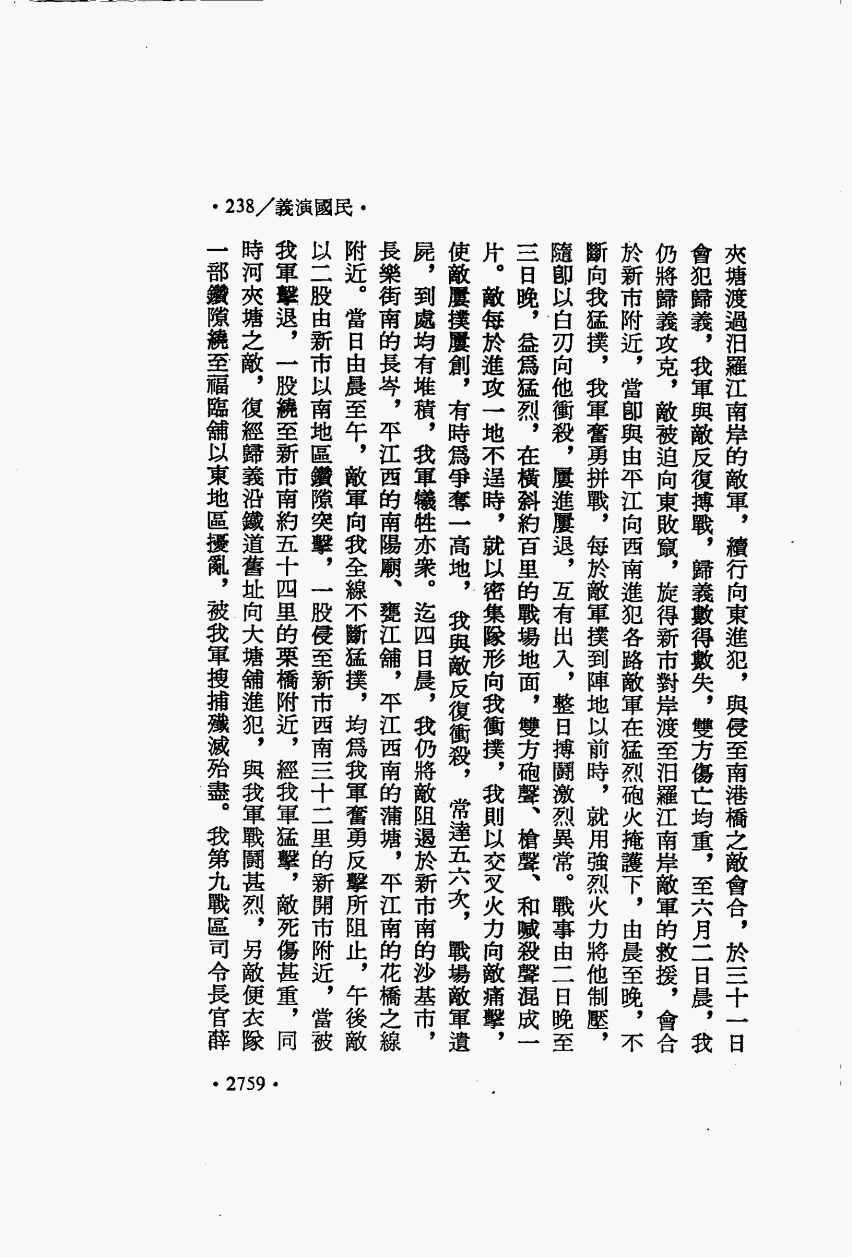 ·238／義演國民·
夾塘渡過汨羅江南岸的敵軍，續行向東進犯，與侵至南港橋之敵會合，於三十一日
會犯歸義，我軍與敵反復搏戰，歸義數得數失，雙方傷亡均重，至六月二日晨，我
仍將歸義攻克，敵被迫向東敗竄，旋得新市對岸渡至汨羅江南岸敵軍的救援，會合
於新市附近，當卽與由平江向西南進犯各路敵軍在猛烈砲火掩護下，由晨至晚，不
斷向我猛撲，我軍奮勇拼戰，每於敵軍撲到陣地以前時，就用強烈火力將他制壓，
隨卽以白刃向他衝殺，屢進屢退，互有出入，整日搏鬪激烈異常。戰事由二日晚至
三日晚，益爲猛烈，在橫斜約百里的戰場地面，雙方砲聲、槍聲、和喊殺聲混成一
片。敵每於進攻一地不逞時，就以密集隊形向我衝撲，我則以交叉火力向敵痛擊，
使敵屢撲屢創，有時爲爭奪一高地，我與敵反復衝殺，常達五六次，戰場敵軍遺
屍，到處均有堆積，我軍犧牲亦衆。迄四日晨，我仍將敵阻遏於新市南的沙基市，
長樂街南的長岑，平江西的南陽廟、甕江舖，平江西南的蒲塘，平江南的花橋之線
附近。當日由晨至午，敵軍向我全線不斷猛撲，均爲我軍奮勇反擊所阻止，午後敵
以二股由新市以南地區鑽隙突擊，一股侵至新市西南三十二里的新開市附近，當被
我軍擊退，一股繞至新市南約五十四里的栗橋附近，經我軍猛擊，敵死傷甚重，同
時河夾塘之敵，復經歸義沿鐵道舊址向大塘舖進犯，與我軍戰鬪甚烈，另敵便衣隊
一部鑽隙繞至福臨舖以東地區擾亂，被我軍搜捕殲滅殆盡。我第九戰區司令長官薛
·2759·